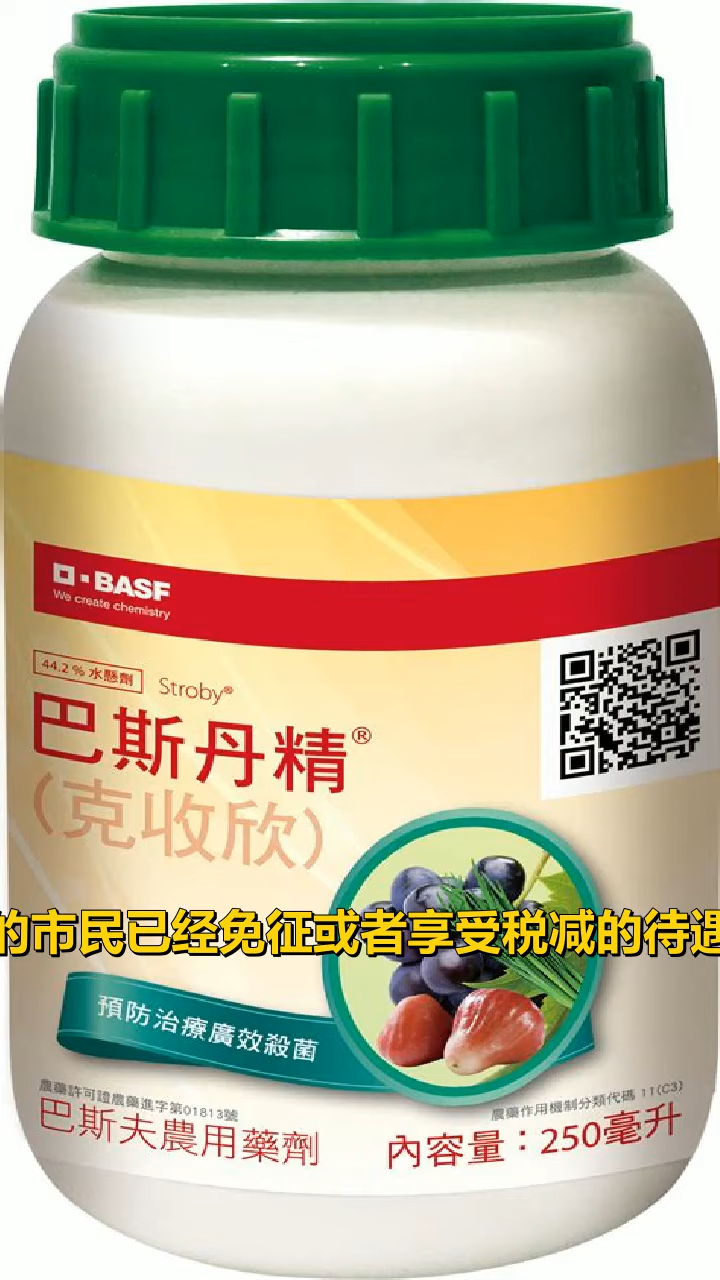 BASF
We create chemistry
44.2%水懸劑
Stroby®
巴斯丹精®
(克收欣)
的市民已经免征或者享受税减的待遇
預防治療廣效殺菌
農藥許可證農藥進字第01813號
巴斯夫農用藥劑
農藥作用機制分類代碼 11(C3)
內容量：250毫升